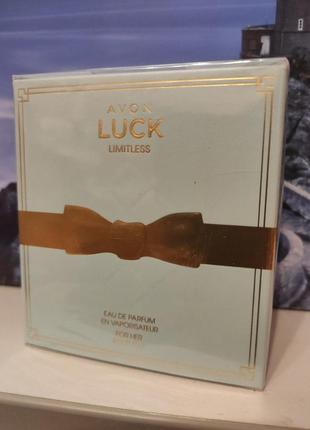 AVON
LUCK
LIMITLESS
EAU DE PARFUM
EN VAPORISATEUR
FOR HER